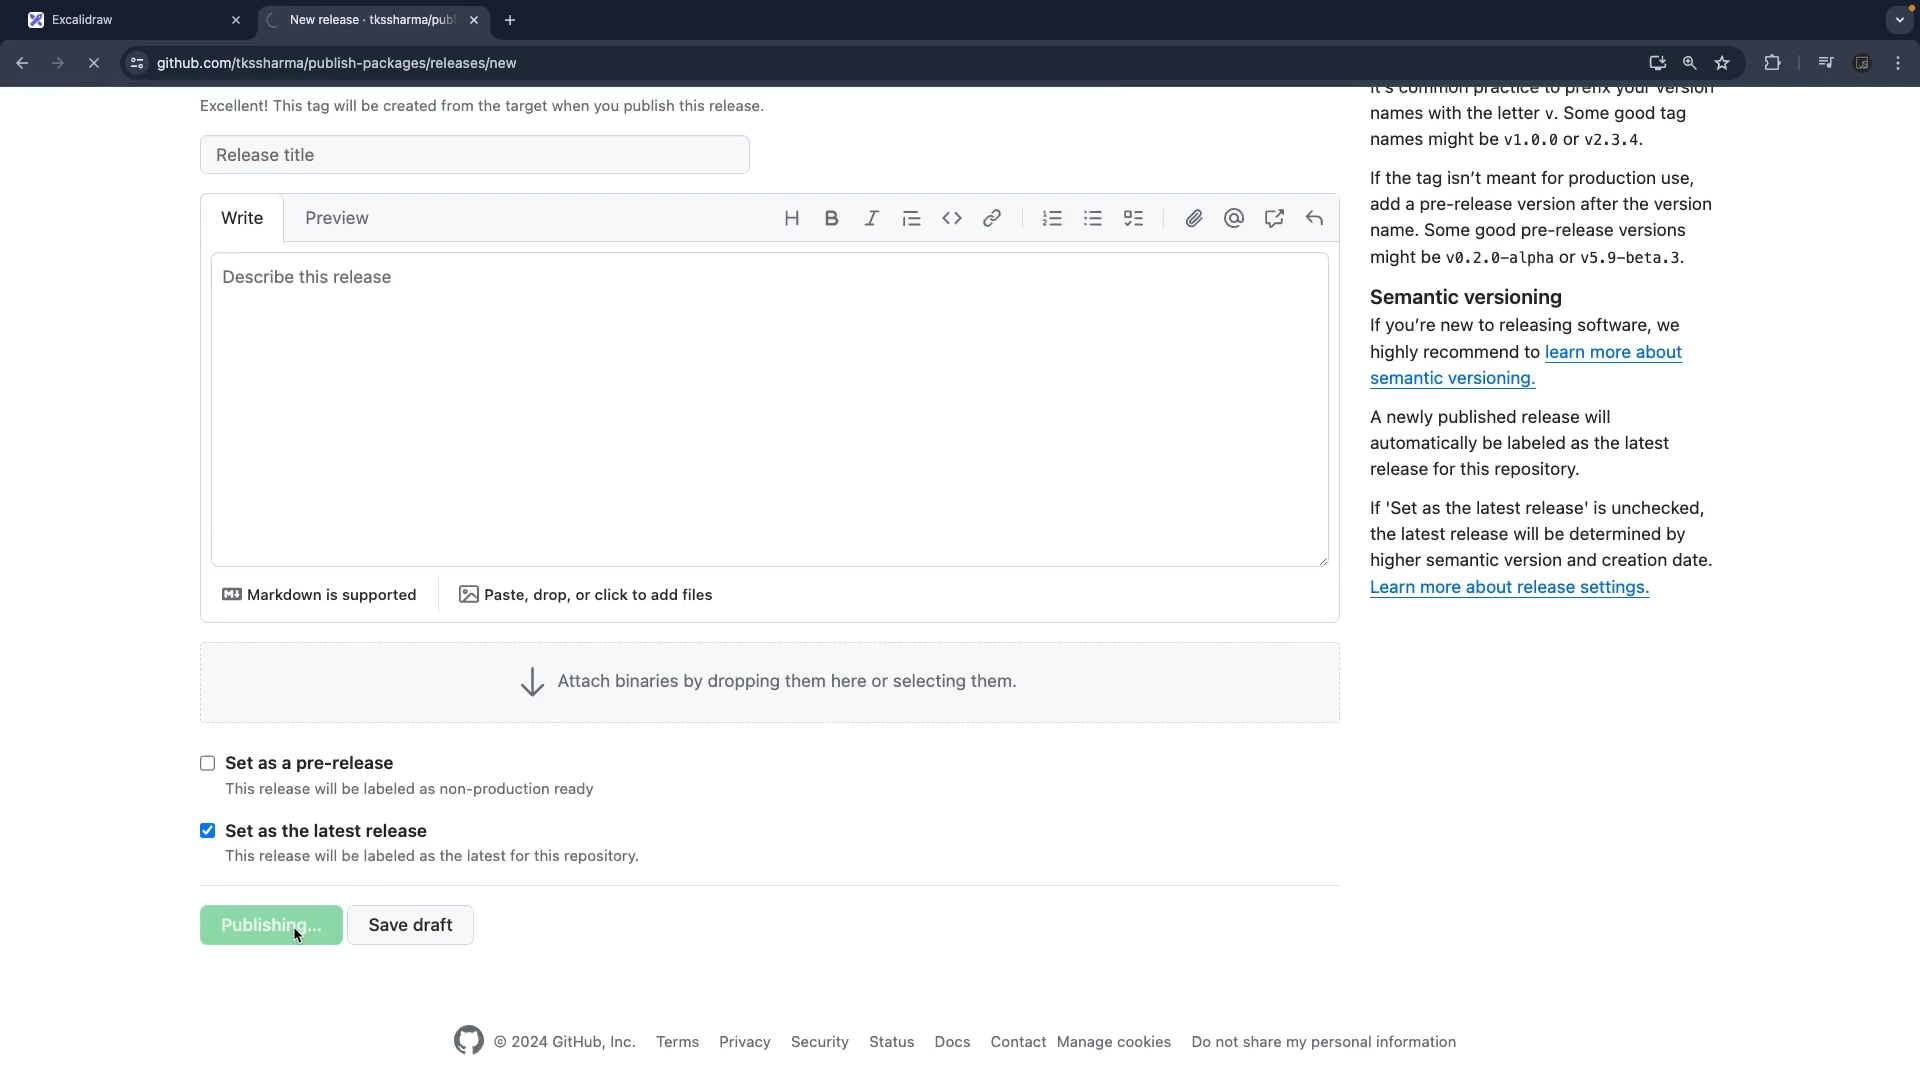 Excalidraw
New release · tkssharma/publ
github.com/tkssharma/publish-packages/releases/new
Excellent! This tag will be created from the target when you publish this release.
Release title
Write
Preview
Describe this release
Markdown is supported
Paste, drop, or click to add files
Attach binaries by dropping them here or selecting them.
Set as a pre-release
This release will be labeled as non-production ready
Set as the latest release
This release will be labeled as the latest for this repository.
Publishing...
Save draft
It's common practice to prefix your version
names with the letter v. Some good tag
names might be v1.0.0 or v2.3.4.
If the tag isn't meant for production use,
add a pre-release version after the version
name. Some good pre-release versions
might be v0.2.0-alpha or v5.9-beta.3.
Semantic versioning
If you're new to releasing software, we
highly recommend to learn more about
semantic versioning.
A newly published release will
automatically be labeled as the latest
release for this repository.
If 'Set as the latest release' is unchecked,
the latest release will be determined by
higher semantic version and creation date.
Learn more about release settings.
© 2024 GitHub, Inc.
Terms
Privacy
Security
Status
Docs
Contact
Manage cookies
Do not share my personal information